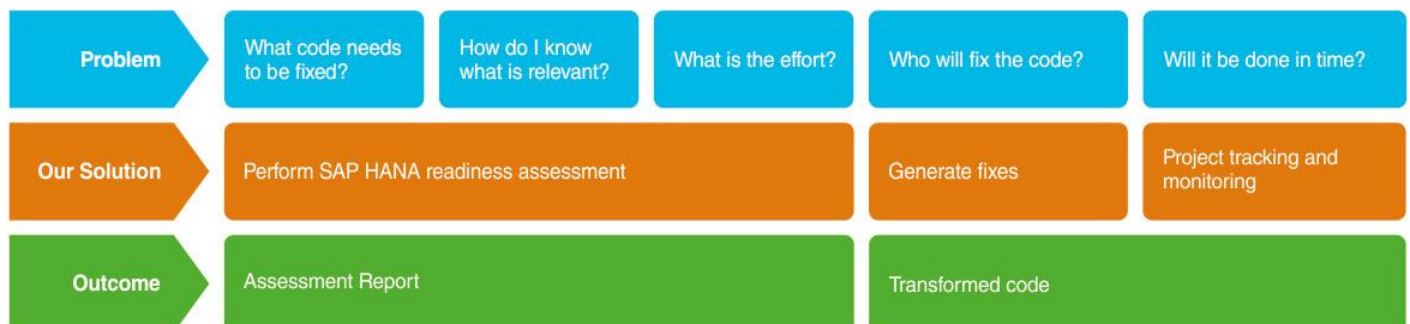 Problem
What code needs
to be fixed?
How do I know
what is relevant?
What is the effort?
Who will fix the code?
Will it be done in time?
Our Solution
Perform SAP HANA readiness assessment
Generate fixes
Project tracking and
monitoring
Outcome
Assessment Report
Transformed code